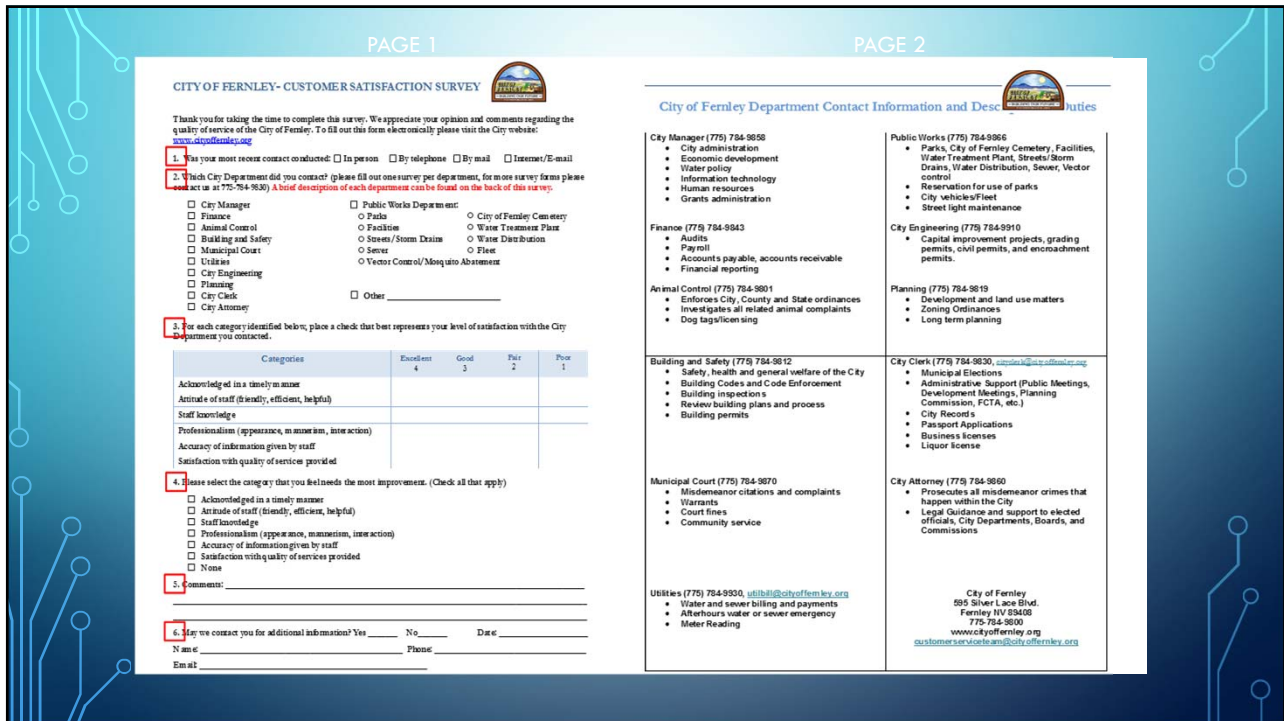 PAGE 1
PAGE 2
CITY OF FERNLEY- CUSTOMER SATISFACTION SURVEY
Thank you for taking the time to complete this survey. We appreciate your opinion and comments regarding the
quality of service of the City of Fernley. To fill out this form electronically please visit the City website:
www.cityoffernley.org
1. Was your most recent contact conducted: ☐ In person ☐ By telephone ☐ By mail ☐ Internet/E-mail
2. Which City Department did you contact? (please fill out one survey per department, for more survey forms please
contact us at 775-784-9830) A brief description of each department can be found on the back of this survey.
☐ City Manager
☐ Finance
☐ Animal Control
☐ Building and Safety
☐ Municipal Court
☐ Utilities
☐ City Engineering
☐ Planning
☐ City Clerk
☐ City Attorney
☐ Public Works Department:
○ Parks ○ City of Fernley Cemetery
○ Facilities ○ Water Treatment Plant
○ Streets/Storm Drains ○ Water Distribution
○ Sewer ○ Fleet
○ Vector Control/Mosquito Abatement
☐ Other ____________________
3. For each category identified below, place a check that best represents your level of satisfaction with the City
Department you contacted.
Categories Excellent Good Fair Poor
4 3 2 1
Acknowledged in a timely manner
Attitude of staff (friendly, efficient, helpful)
Staff knowledge
Professionalism (appearance, mannerism, interaction)
Accuracy of information given by staff
Satisfaction with quality of services provided
4. Please select the category that you feel needs the most improvement. (Check all that apply)
☐ Acknowledged in a timely manner
☐ Attitude of staff (friendly, efficient, helpful)
☐ Staff knowledge
☐ Professionalism (appearance, mannerism, interaction)
☐ Accuracy of information given by staff
☐ Satisfaction with quality of services provided
☐ None
5. Comments: ____________________
6. May we contact you for additional information? Yes ______ No______ Date: ____________________
Name: ____________________ Phone: ____________________
Email: ____________________
City of Fernley Department Contact Information and Desc Duties
City Manager (775) 784-9858
• City administration
• Economic development
• Water policy
• Information technology
• Human resources
• Grants administration
Public Works (775) 784-9866
• Parks, City of Fernley Cemetery, Facilities,
Water Treatment Plant, Streets/Storm
Drains, Water Distribution, Sewer, Vector
control
• Reservation for use of parks
• City vehicles/Fleet
• Street light maintenance
Finance (775) 784-9843
• Audits
• Payroll
• Accounts payable, accounts receivable
• Financial reporting
City Engineering (775) 784-9910
• Capital improvement projects, grading
permits, civil permits, and encroachment
permits.
Animal Control (775) 784-9801
• Enforces City, County and State ordinances
• Investigates all related animal complaints
• Dog tags/licensing
Planning (775) 784-9819
• Development and land use matters
• Zoning Ordinances
• Long term planning
Building and Safety (775) 784-9812
• Safety, health and general welfare of the City
• Building Codes and Code Enforcement
• Building inspections
• Review building plans and process
• Building permits
City Clerk (775) 784-9830, cityclerk@cityoffernley.org
• Municipal Elections
• Administrative Support (Public Meetings,
Development Meetings, Planning
Commission, FCTA, etc.)
• City Records
• Passport Applications
• Business licenses
• Liquor license
Municipal Court (775) 784-9870
• Misdemeanor citations and complaints
• Warrants
• Court fines
• Community service
City Attorney (775) 784-9860
• Prosecutes all misdemeanor crimes that
happen within the City
• Legal Guidance and support to elected
officials, City Departments, Boards, and
Commissions
Utilities (775) 784-9930, utilbill@cityoffernley.org
• Water and sewer billing and payments
• Afterhours water or sewer emergency
• Meter Reading
City of Fernley
595 Silver Lace Blvd.
Fernley NV 89408
775-784-9800
www.cityoffernley.org
customerserviceteam@cityoffernley.org